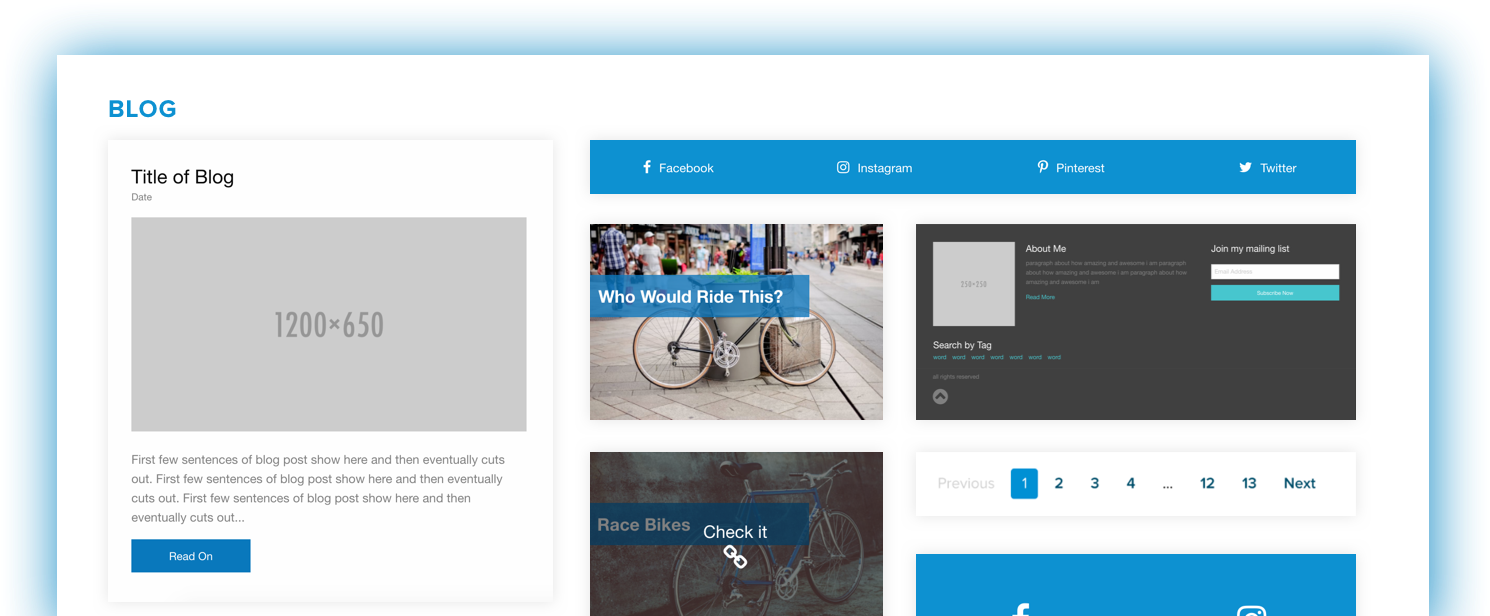 BLOG
Title of Blog
Date
1200×650
First few sentences of blog post show here and then eventually cuts
out. First few sentences of blog post show here and then eventually
cuts out. First few sentences of blog post show here and then
eventually cuts out...
Read On
Facebook
Instagram
Pinterest
Twitter
Who Would Ride This?
250×250
About Me
paragraph about how amazing and awesome i am paragraph
about how amazing and awesome i am paragraph about how
amazing and awesome i am
Read More
Join my mailing list
Email Address
Subscribe Now
Search by Tag
word word word word word word word
all rights reserved
Race Bikes
Check it
Previous 1 2 3 4 ... 12 13 Next